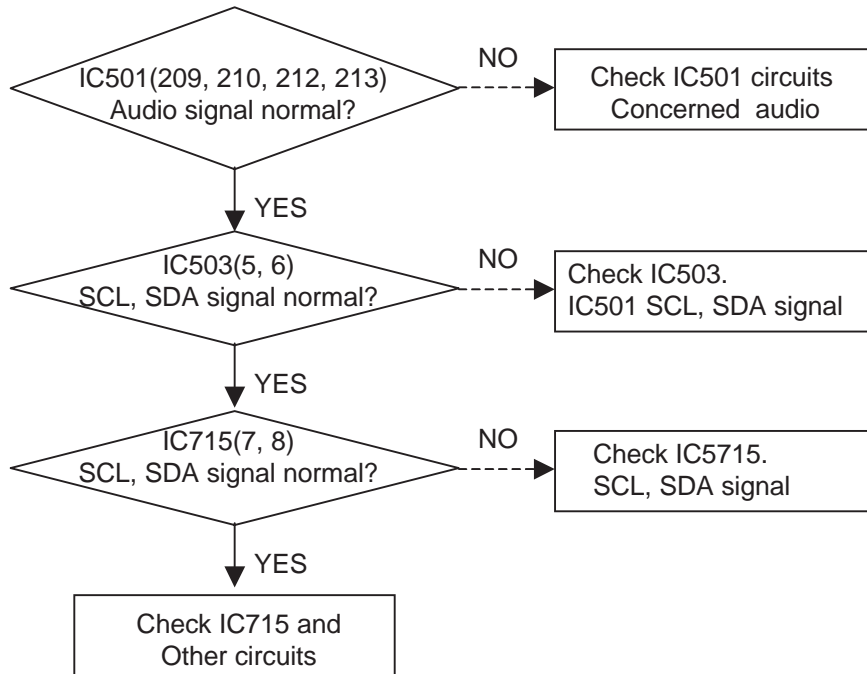 IC501(209, 210, 212, 213)
Audio signal normal?
NO
Check IC501 circuits
Concerned audio
YES
IC503(5, 6)
SCL, SDA signal normal?
NO
Check IC503.
IC501 SCL, SDA signal
YES
IC715(7, 8)
SCL, SDA signal normal?
NO
Check IC5715.
SCL, SDA signal
YES
Check IC715 and
Other circuits